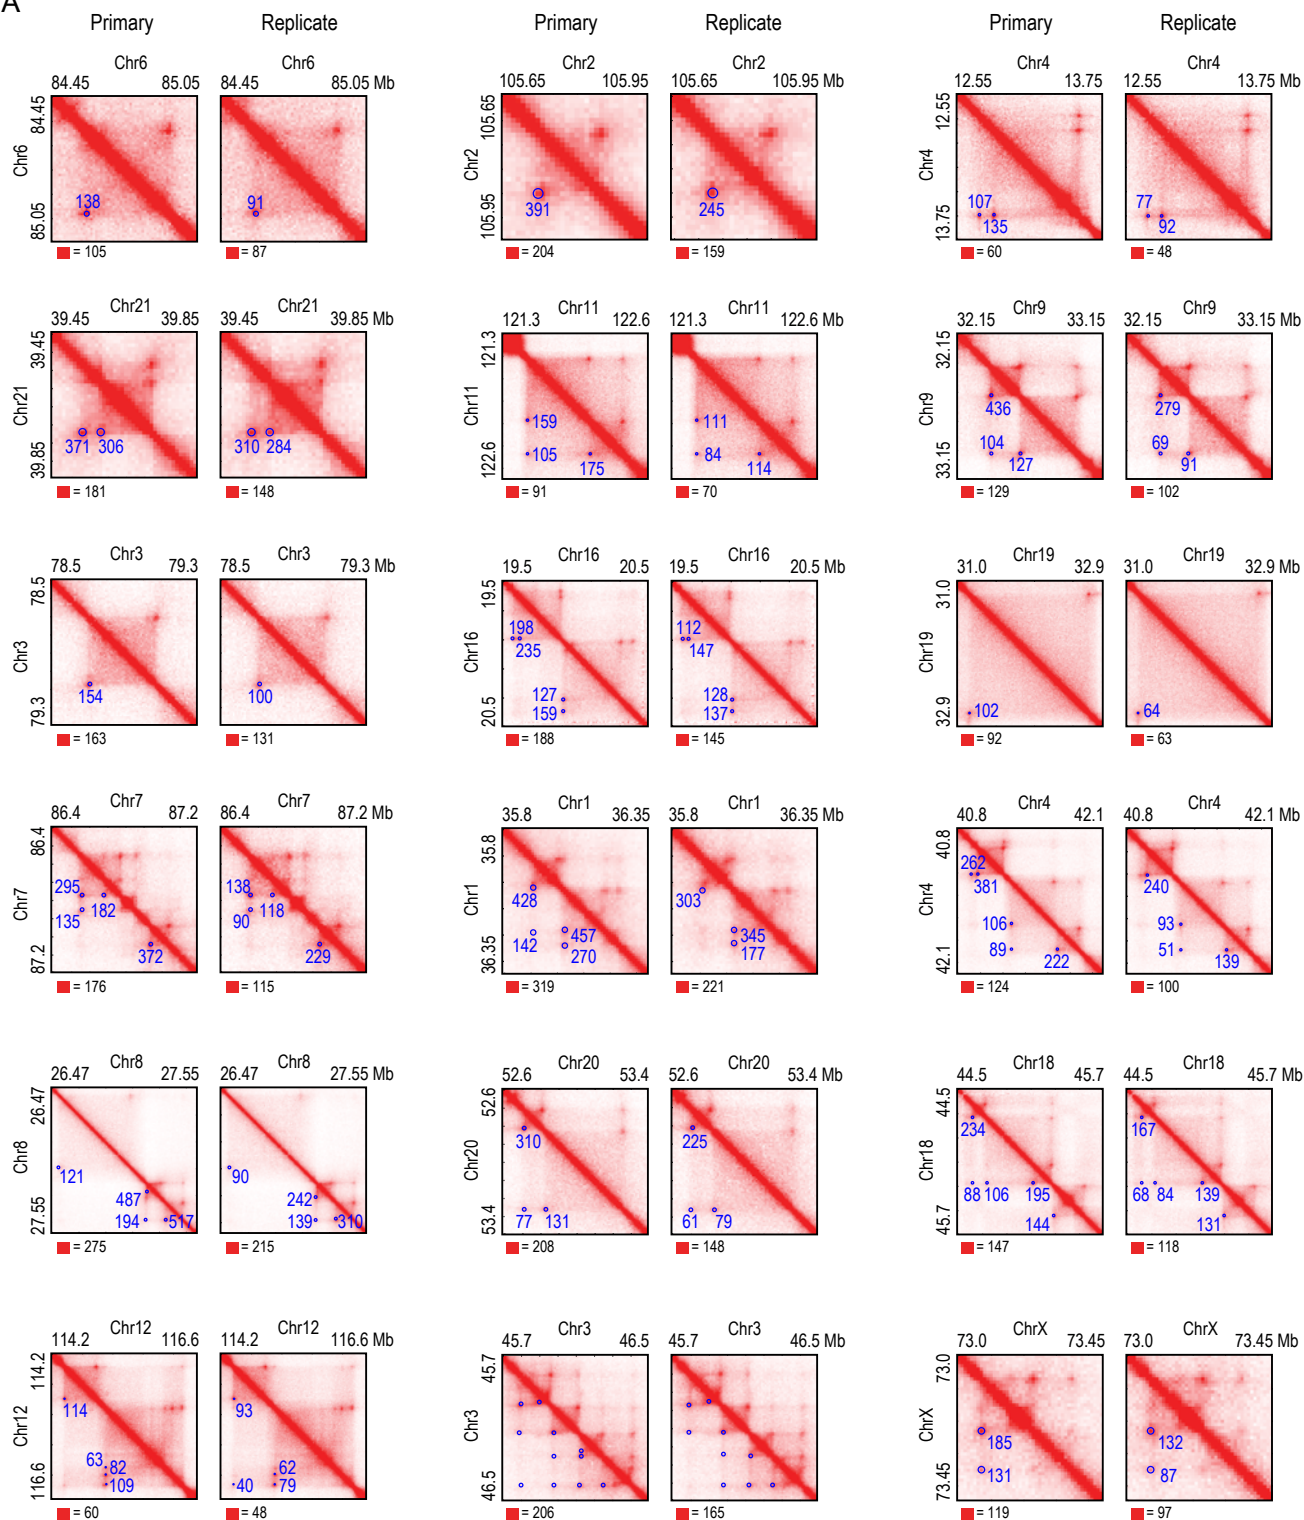 A
Primary Replicate Primary Replicate Primary Replicate
Chr6 Chr6 Chr2 Chr2 Chr4 Chr4
84.45 85.05 84.45 85.05 Mb 105.65 105.95 105.65 105.95 Mb 12.55 13.75 12.55 13.75 Mb
Chr6 84.45 85.05 Chr2 105.65 105.95 Chr4 12.55 13.75
138 91 391 245 107 135 77 92
= 105 = 87 = 204 = 159 = 60 = 48
Chr21 Chr21 Chr11 Chr11 Chr9 Chr9
39.45 39.85 39.45 39.85 Mb 121.3 122.6 121.3 122.6 Mb 32.15 33.15 32.15 33.15 Mb
Chr21 39.45 39.85 Chr11 121.3 122.6 Chr9 32.15 33.15
371 306 310 284 159 105 175 111 84 114 436 104 127 279 69 91
= 181 = 148 = 91 = 70 = 129 = 102
Chr3 Chr3 Chr16 Chr16 Chr19 Chr19
78.5 79.3 78.5 79.3 Mb 19.5 20.5 19.5 20.5 Mb 31.0 32.9 31.0 32.9 Mb
Chr3 78.5 79.3 Chr16 19.5 20.5 Chr19 31.0 32.9
154 100 198 235 127 159 112 147 128 137 102 64
= 163 = 131 = 188 = 145 = 92 = 63
Chr7 Chr7 Chr1 Chr1 Chr4 Chr4
86.4 87.2 86.4 87.2 Mb 35.8 36.35 35.8 36.35 Mb 40.8 42.1 40.8 42.1 Mb
Chr7 86.4 87.2 Chr1 35.8 36.35 Chr4 40.8 42.1
295 135 182 372 138 90 118 229 428 142 457 270 303 345 177 262 381 106 89 222 240 93 51 139
= 176 = 115 = 319 = 221 = 124 = 100
Chr8 Chr8 Chr20 Chr20 Chr18 Chr18
26.47 27.55 26.47 27.55 Mb 52.6 53.4 52.6 53.4 Mb 44.5 45.7 44.5 45.7 Mb
Chr8 26.47 27.55 Chr20 52.6 53.4 Chr18 44.5 45.7
121 487 194 517 90 242 139 310 310 77 131 225 61 79 234 88 106 195 144 167 68 84 139 131
= 275 = 215 = 208 = 148 = 147 = 118
Chr12 Chr12 Chr3 Chr3 ChrX ChrX
114.2 116.6 114.2 116.6 Mb 45.7 46.5 45.7 46.5 Mb 73.0 73.45 73.0 73.45 Mb
Chr12 114.2 116.6 Chr3 45.7 46.5 ChrX 73.0 73.45
114 63 82 109 93 40 62 79 185 131 132 87
= 60 = 48 = 206 = 165 = 119 = 97